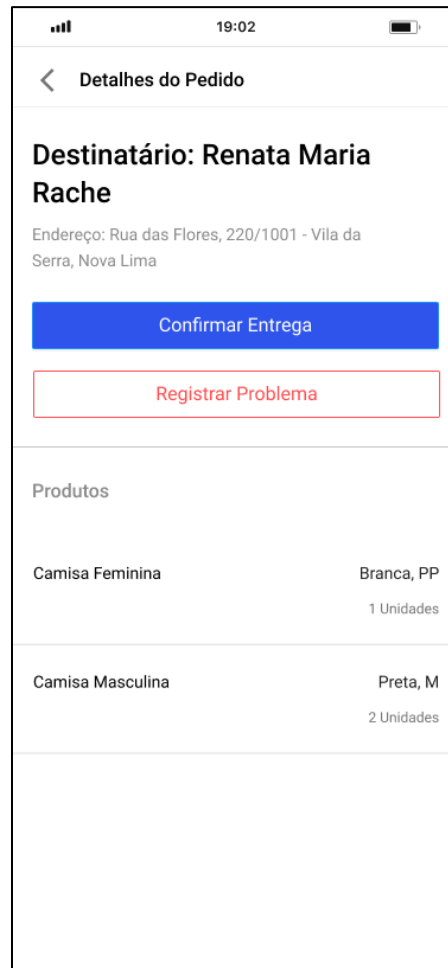 19:02
Detalhes do Pedido
Destinatário: Renata Maria
Rache
Endereço: Rua das Flores, 220/1001 - Vila da
Serra, Nova Lima
Confirmar Entrega
Registrar Problema
Produtos
Camisa Feminina Branca, PP
1 Unidades
Camisa Masculina Preta, M
2 Unidades